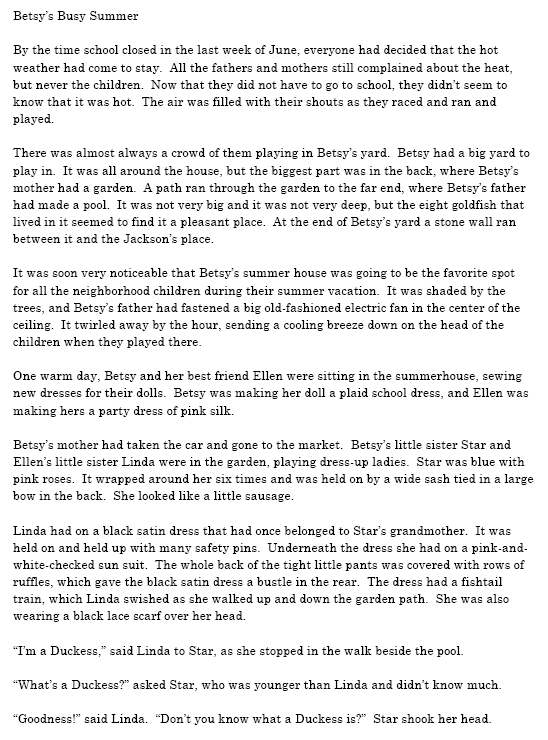 Betsy's Busy Summer
By the time school closed in the last week of June, everyone had decided that the hot
weather had come to stay.  All the fathers and mothers still complained about the heat,
but never the children.  Now that they did not have to go to school, they didn't seem to
know that it was hot.  The air was filled with their shouts as they raced and ran and
played.
There was almost always a crowd of them playing in Betsy's yard.  Betsy had a big yard to
play in.  It was all around the house, but the biggest part was in the back, where Betsy's
mother had a garden.  A path ran through the garden to the far end, where Betsy's father
had made a pool.  It was not very big and it was not very deep, but the eight goldfish that
lived in it seemed to find it a pleasant place.  At the end of Betsy's yard a stone wall ran
between it and the Jackson's place.
It was soon very noticeable that Betsy's summer house was going to be the favorite spot
for all the neighborhood children during their summer vacation.  It was shaded by the
trees, and Betsy's father had fastened a big old-fashioned electric fan in the center of the
ceiling.  It twirled away by the hour, sending a cooling breeze down on the head of the
children when they played there.
One warm day, Betsy and her best friend Ellen were sitting in the summerhouse, sewing
new dresses for their dolls.  Betsy was making her doll a plaid school dress, and Ellen was
making hers a party dress of pink silk.
Betsy's mother had taken the car and gone to the market.  Betsy's little sister Star and
Ellen's little sister Linda were in the garden, playing dress-up ladies.  Star was blue with
pink roses.  It wrapped around her six times and was held on by a wide sash tied in a large
bow in the back.  She looked like a little sausage.
Linda had on a black satin dress that had once belonged to Star's grandmother.  It was
held on and held up with many safety pins.  Underneath the dress she had on a pink-and-
white-checked sun suit.  The whole back of the tight little pants was covered with rows of
ruffles, which gave the black satin dress a bustle in the rear.  The dress had a fishtail
train, which Linda swished as she walked up and down the garden path.  She was also
wearing a black lace scarf over her head.
"I'm a Duckess," said Linda to Star, as she stopped in the walk beside the pool.
"What's a Duckess?" asked Star, who was younger than Linda and didn't know much.
"Goodness!" said Linda.  "Don't you know what a Duckess is?"  Star shook her head.